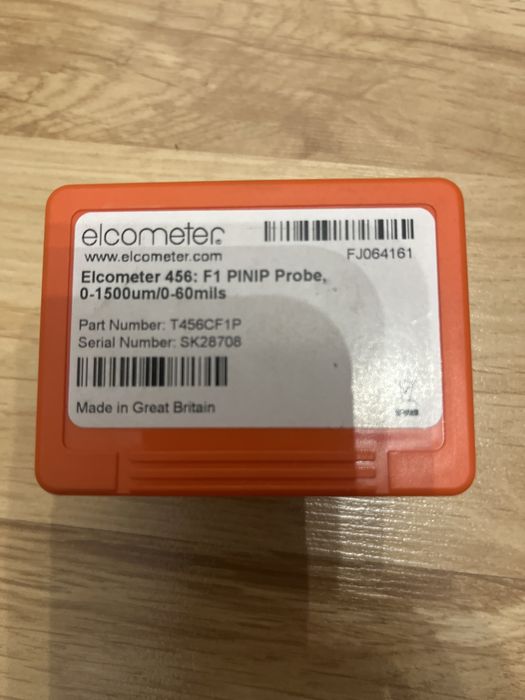 elcometer
www.elcometer.com
FJ064161
Elcometer 456: F1 PINIP Probe,
0-1500um/0-60mils
Part Number: T456CF1P
Serial Number: SK28708
Made in Great Britain